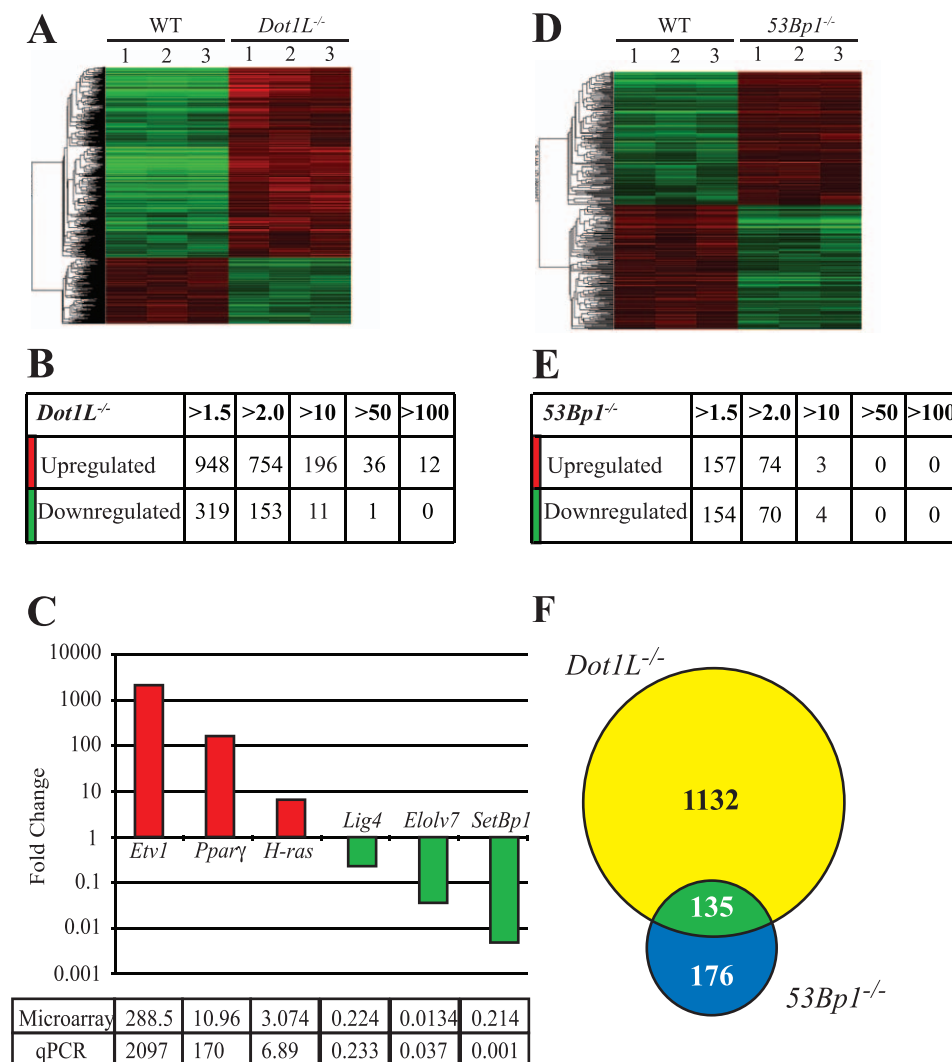 A
WT Dot1L-/-
1 2 3 1 2 3
B
Dot1L-/- >1.5 >2.0 >10 >50 >100
Upregulated 948 754 196 36 12
Downregulated 319 153 11 1 0
C
Fold Change
10000
1000
100
10
1
0.1
0.01
0.001
Etv1 Pparγ H-ras Lig4 Elolv7 SetBp1
Microarray 288.5 10.96 3.074 0.224 0.0134 0.214
qPCR 2097 170 6.89 0.233 0.037 0.001
D
WT 53Bp1-/-
1 2 3 1 2 3
E
53Bp1-/- >1.5 >2.0 >10 >50 >100
Upregulated 157 74 3 0 0
Downregulated 154 70 4 0 0
F
Dot1L-/-
1132
135
176
53Bp1-/-